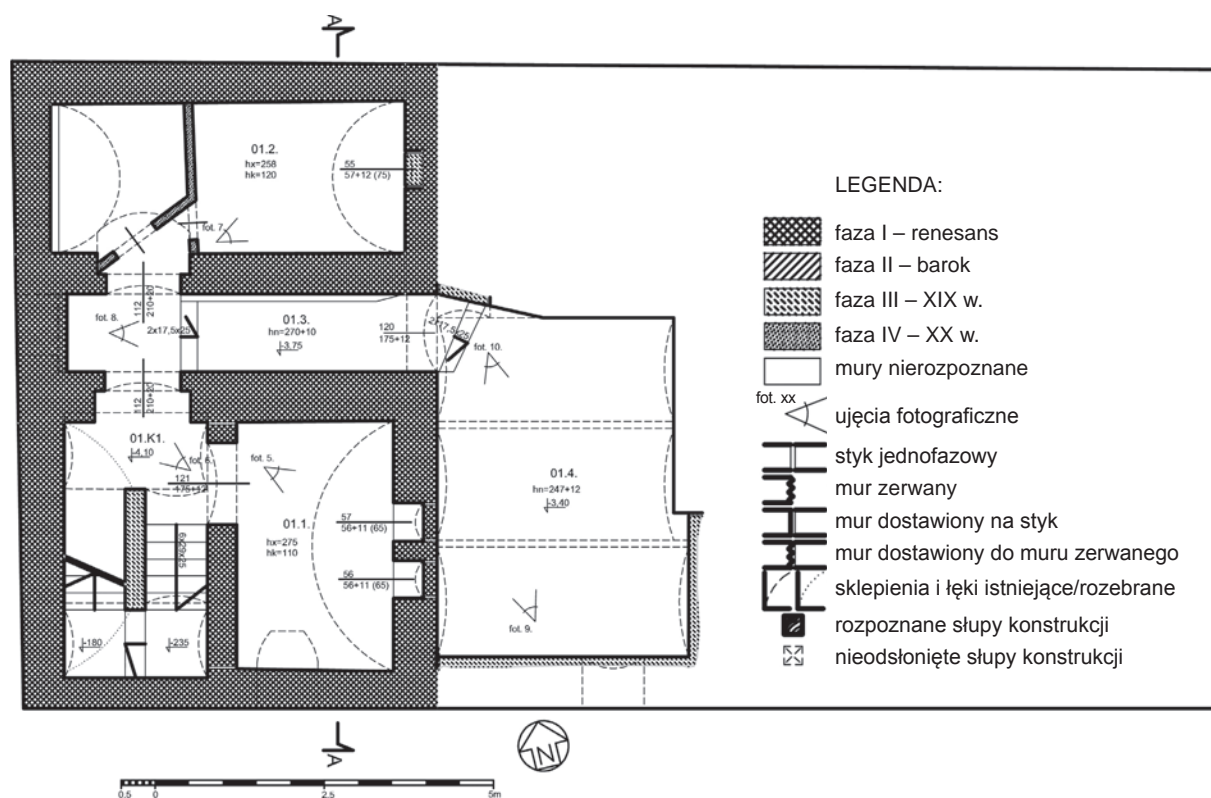 A
01.2.
hx=258
hk=120
55
57+12 (75)
fot. 7.
112
210+20
fot. 8.
2x17,5x25
01.3.
hn=270+10
-3,75
120
175+12
2x17,5x25
fot. 10.
112
210+20
01.K1.
-4,10
fot. 6.
121
175+12
fot. 5.
01.1.
hx=275
hk=110
57
56+11 (65)
56
56+11 (65)
-180
-235
01.4.
hn=247+12
-3,40
fot. 9.
A
N
0.5
0
2.5
5m
LEGENDA:
faza I – renesans
faza II – barok
faza III – XIX w.
faza IV – XX w.
mury nierozpoznane
fot. xx
ujęcia fotograficzne
styk jednofazowy
mur zerwany
mur dostawiony na styk
mur dostawiony do muru zerwanego
sklepienia i łęki istniejące/rozebrane
rozpoznane słupy konstrukcji
nieodsłonięte słupy konstrukcji